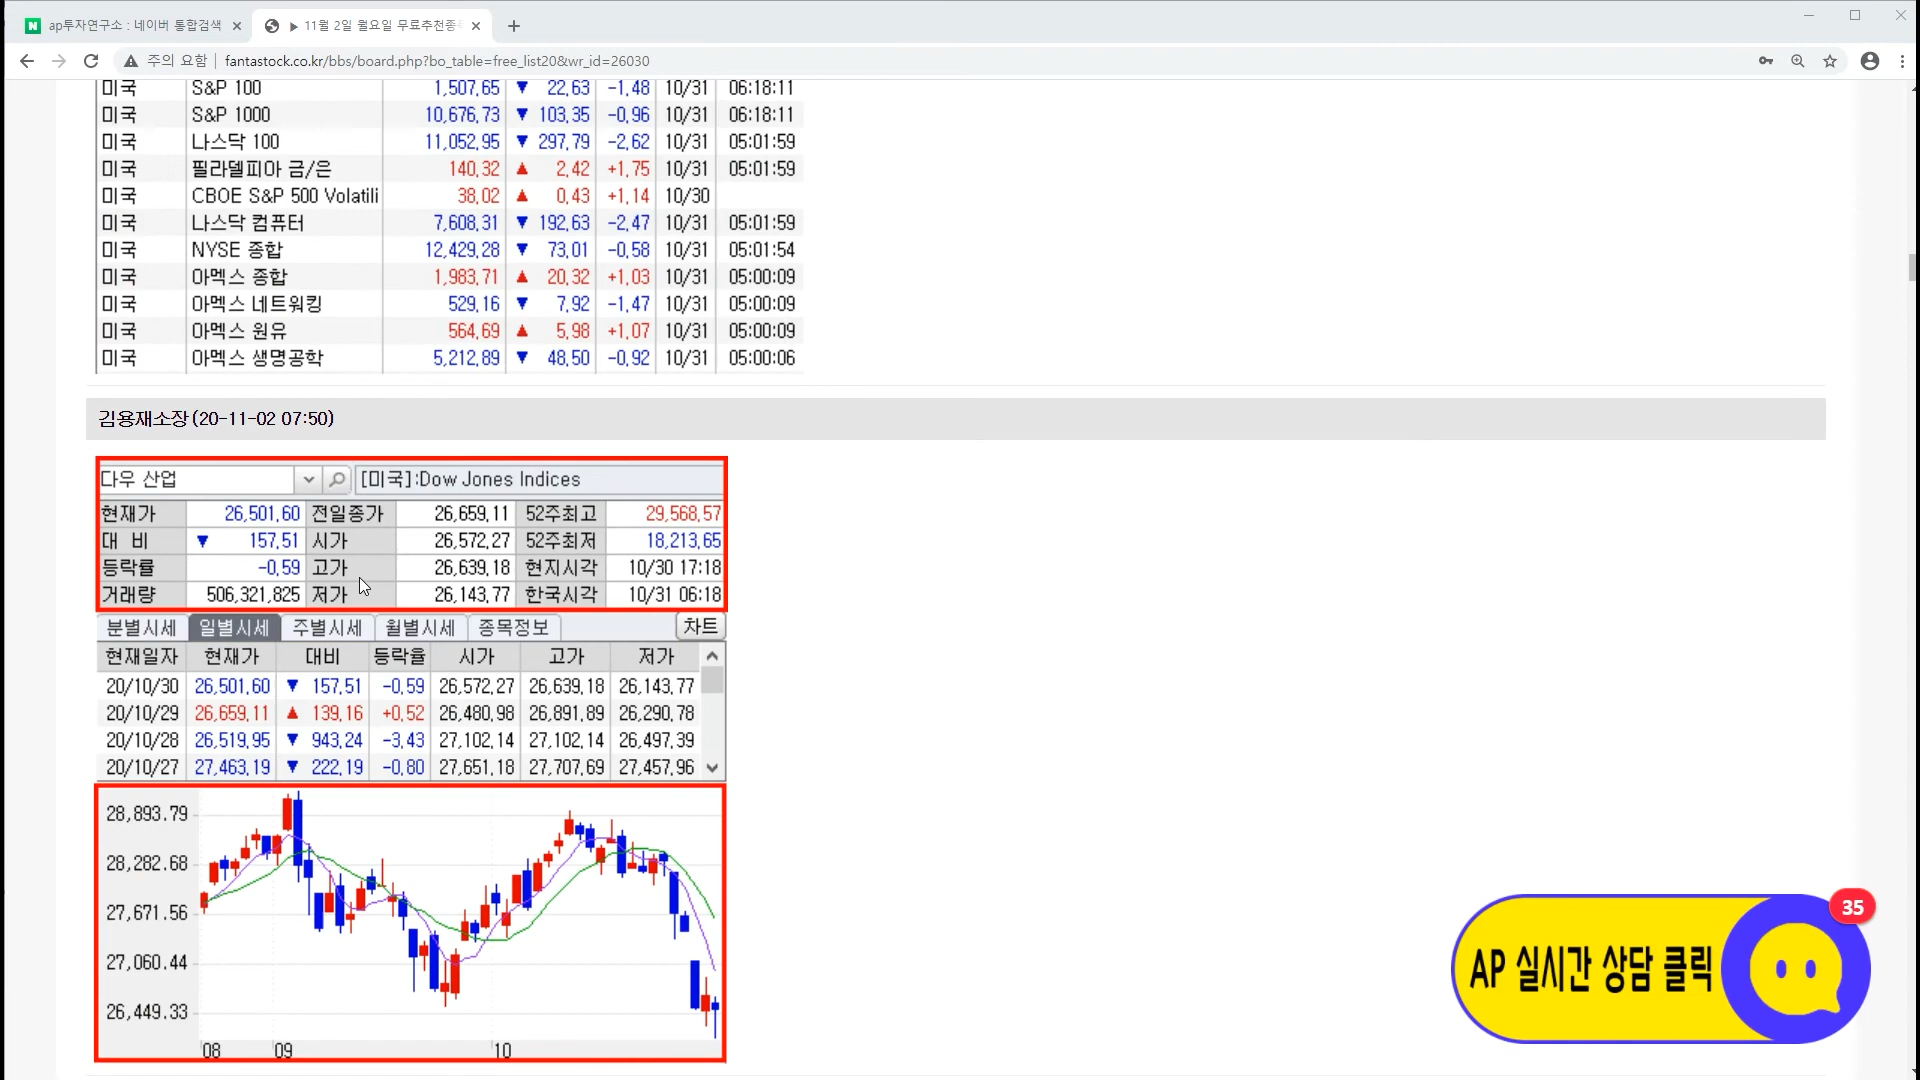 ap투자연구소 : 네이버 통합검색
▶ 11월 2일 월요일 무료추천종
주의 요함 fantastock.co.kr/bbs/board.php?bo_table=free_list20&wr_id=26030
미국 S&P 100 1,507,65 ▼ 22,63 -1,48 10/31 06:18:11
미국 S&P 1000 10,676,73 ▼ 103,35 -0,96 10/31 06:18:11
미국 나스닥 100 11,052,95 ▼ 297,79 -2,62 10/31 05:01:59
미국 필라델피아 금/은 140,32 ▲ 2,42 +1,75 10/31 05:01:59
미국 CBOE S&P 500 Volatili 38,02 ▲ 0,43 +1,14 10/30
미국 나스닥 컴퓨터 7,608,31 ▼ 192,63 -2,47 10/31 05:01:59
미국 NYSE 종합 12,429,28 ▼ 73,01 -0,58 10/31 05:01:54
미국 아멕스 종합 1,983,71 ▲ 20,32 +1,03 10/31 05:00:09
미국 아멕스 네트워킹 529,16 ▼ 7,92 -1,47 10/31 05:00:09
미국 아멕스 원유 564,69 ▲ 5,98 +1,07 10/31 05:00:09
미국 아멕스 생명공학 5,212,89 ▼ 48,50 -0,92 10/31 05:00:06
김용재소장(20-11-02 07:50)
다우 산업 [미국]:Dow Jones Indices
현재가 26,501,60 전일종가 26,659,11 52주최고 29,568,57
대 비 ▼ 157,51 시가 26,572,27 52주최저 18,213,65
등락률 -0,59 고가 26,639,18 현지시각 10/30 17:18
거래량 506,321,825 저가 26,143,77 한국시각 10/31 06:18
분별시세 일별시세 주별시세 월별시세 종목정보 차트
현재일자 현재가 대비 등락율 시가 고가 저가
20/10/30 26,501,60 ▼ 157,51 -0,59 26,572,27 26,639,18 26,143,77
20/10/29 26,659,11 ▲ 139,16 +0,52 26,480,98 26,891,89 26,290,78
20/10/28 26,519,95 ▼ 943,24 -3,43 27,102,14 27,102,14 26,497,39
20/10/27 27,463,19 ▼ 222,19 -0,80 27,651,18 27,707,69 27,457,96
28,893.79
28,282.68
27,671.56
27,060.44
26,449.33
08 09 10
35
AP 실시간 상담 클릭